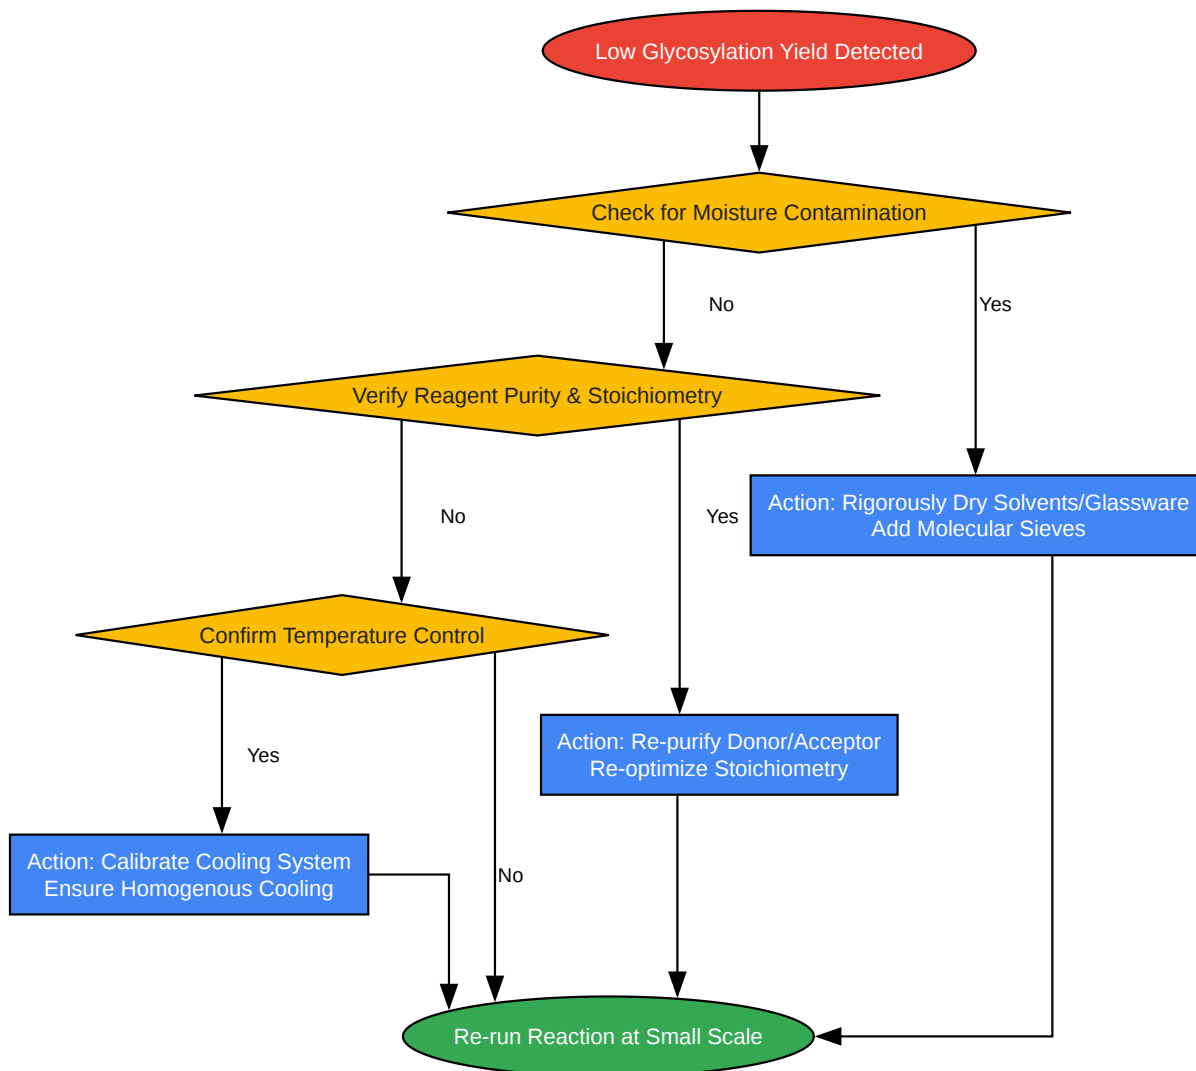 Low Glycosylation Yield Detected
Check for Moisture Contamination
No
Yes
Verify Reagent Purity & Stoichiometry
Action: Rigorously Dry Solvents/Glassware
Add Molecular Sieves
No
Yes
Confirm Temperature Control
Action: Re-purify Donor/Acceptor
Re-optimize Stoichiometry
Yes
Action: Calibrate Cooling System
Ensure Homogenous Cooling
No
Re-run Reaction at Small Scale